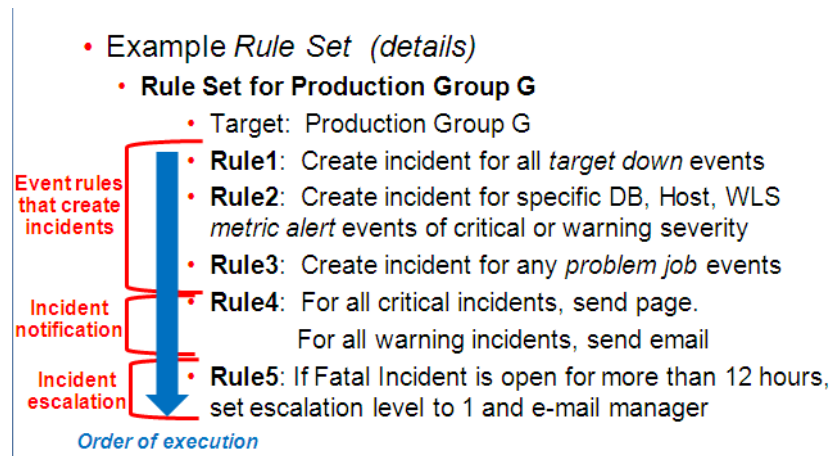 • Example Rule Set (details)
• Rule Set for Production Group G
• Target: Production Group G
Event rules
that create
incidents
• Rule1: Create incident for all target down events
• Rule2: Create incident for specific DB, Host, WLS
metric alert events of critical or warning severity
• Rule3: Create incident for any problem job events
Incident
notification
• Rule4: For all critical incidents, send page.
For all warning incidents, send email
Incident
escalation
• Rule5: If Fatal Incident is open for more than 12 hours,
set escalation level to 1 and e-mail manager
Order of execution